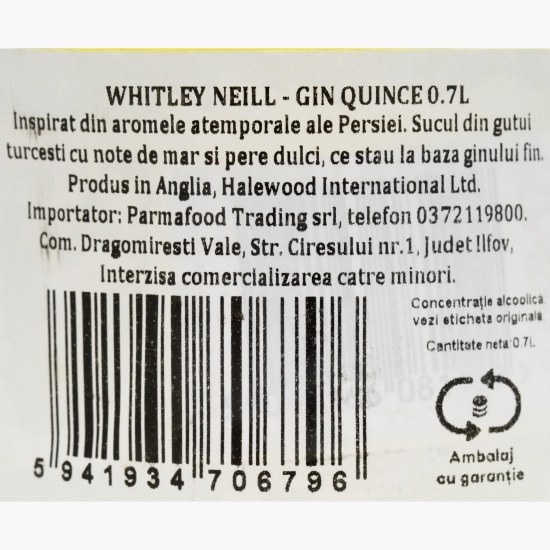 WHITLEY NEILL - GIN QUINCE 0.7L
Inspirat din aromele atemporale ale Persiei. Sucul din gutui
turcesti cu note de mar si pere dulci, ce stau la baza ginului fin.
Produs in Anglia, Halewood International Ltd.
Importator: Parmafood Trading srl, telefon 0372119800.
Com. Dragomiresti Vale, Str. Ciresului nr.1, Judet Ilfov,
Interzisa comercializarea catre minori.
Concentrație alcoolică:
vezi eticheta originala
Cantitate neta:0.7L
5 941934 706796
Ambalaj
cu garanție